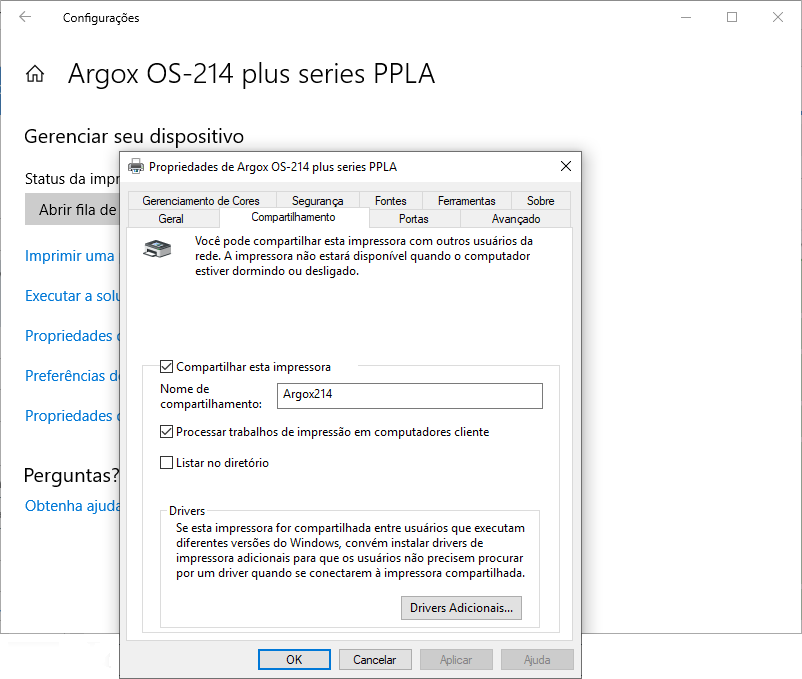 Configurações
Argox OS-214 plus series PPLA
Gerenciar seu dispositivo
Status da impr
Abrir fila de
Imprimir uma
Executar a solu
Propriedades
Preferências de
Propriedades
Perguntas?
Obtenha ajuda
Propriedades de Argox OS-214 plus series PPLA
Gerenciamento de Cores Segurança Fontes Ferramentas Sobre
Geral Compartilhamento Portas Avançado
Você pode compartilhar esta impressora com outros usuários da
rede. A impressora não estará disponível quando o computador
estiver dormindo ou desligado.
Compartilhar esta impressora
Nome de
compartilhamento:
Argox214
Processar trabalhos de impressão em computadores cliente
Listar no diretório
Drivers
Se esta impressora for compartilhada entre usuários que executam
diferentes versões do Windows, convém instalar drivers de
impressora adicionais para que os usuários não precisem procurar
por um driver quando se conectarem à impressora compartilhada.
Drivers Adicionais...
OK Cancelar Aplicar Ajuda